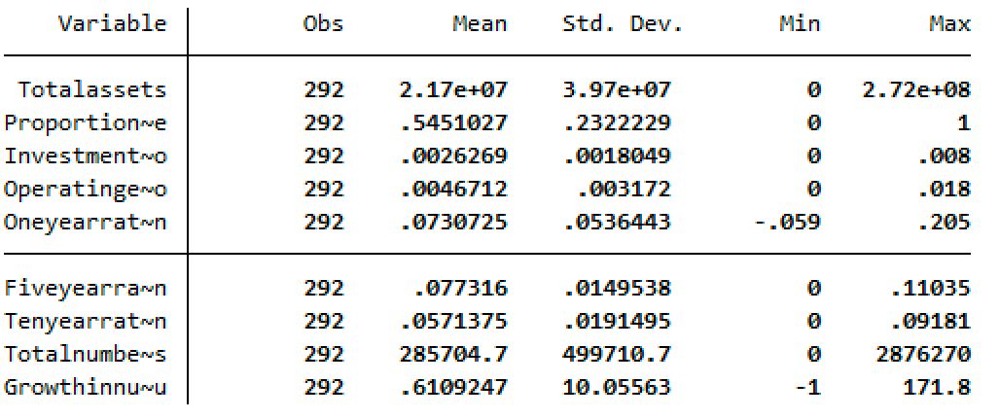 Variable Obs Mean Std. Dev. Min Max
Totalassets 292 2.17e+07 3.97e+07 0 2.72e+08
Proportion~e 292 .5451027 .2322229 0 1
Investment~o 292 .0026269 .0018049 0 .008
Operatinge~o 292 .0046712 .003172 0 .018
Oneyearrat~n 292 .0730725 .0536443 -.059 .205
Fiveyearra~n 292 .077316 .0149538 0 .11035
Tenyearrat~n 292 .0571375 .0191495 0 .09181
Totalnumbe~s 292 285704.7 499710.7 0 2876270
Growthinnu~u 292 .6109247 10.05563 -1 171.8